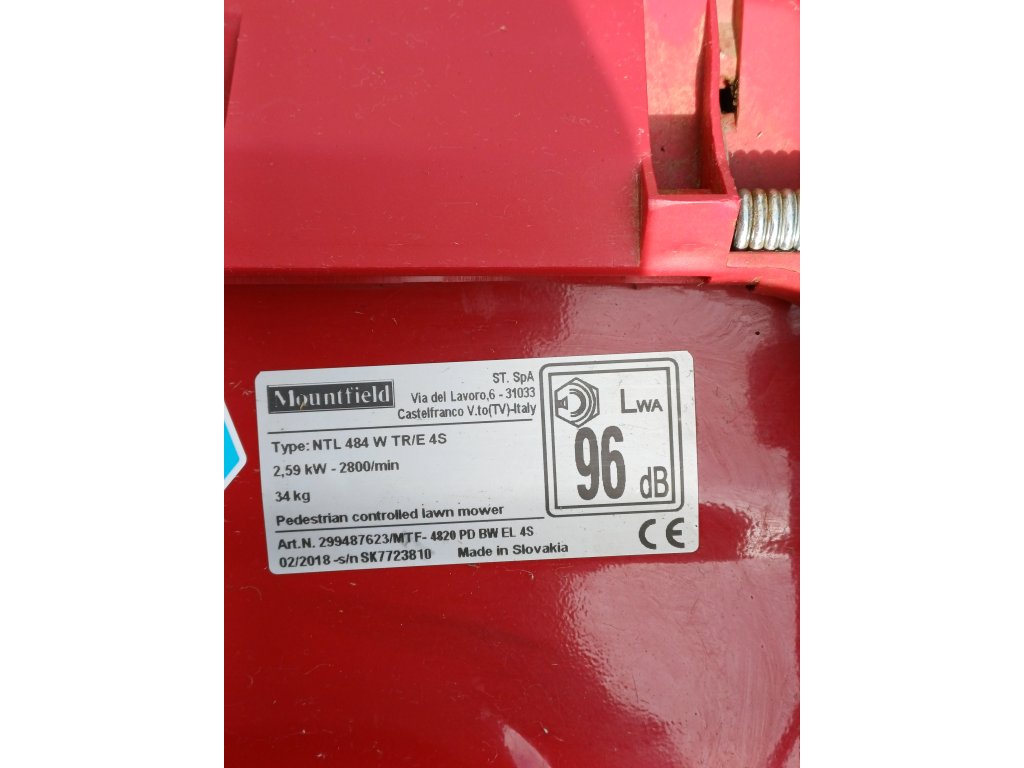 Mountfield
ST. SpA
Via del Lavoro,6 - 31033
Castelfranco V.to(TV)-Italy
Type: NTL 484 W TR/E 4S
2,59 kW - 2800/min
34 kg
Pedestrian controlled lawn mower
Art.N. 299487623/MTF- 4820 PD BW EL 4S
02/2018 -s/n SK7723810 Made in Slovakia
LWA
96 dB
CE